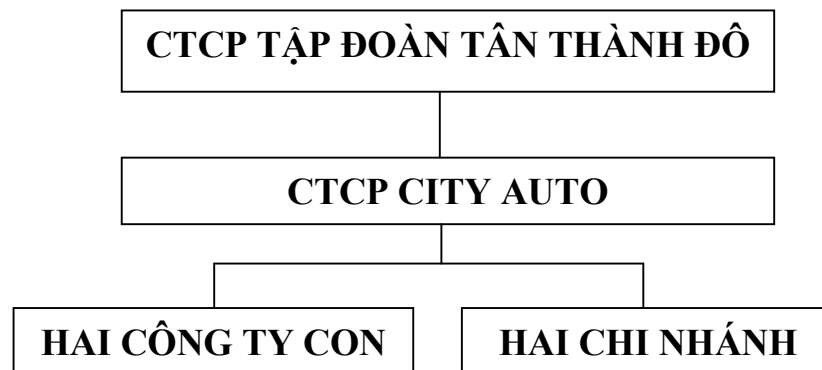 CTCP TẬP ĐOÀN TÂN THÀNH ĐÔ
CTCP CITY AUTO
HAI CÔNG TY CON
HAI CHI NHÁNH